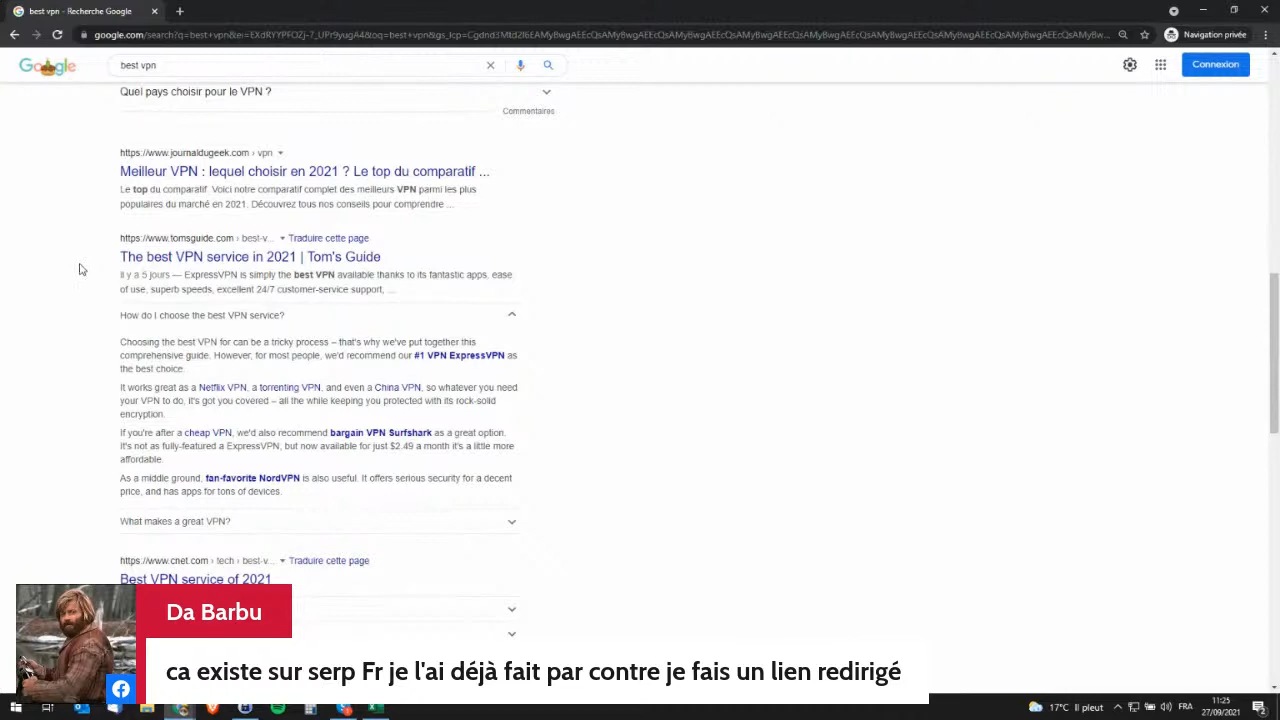 best vpn - Recherche Google
google.com/search?q=best+vpn&ei=
Navigation privée
Google
best vpn
Connexion
Quel pays choisir pour le VPN ?
Commentaires
https://www.journaldugeek.com › vpn
Meilleur VPN : lequel choisir en 2021 ? Le top du comparatif ...
Le top du comparatif. Voici notre comparatif complet des meilleurs VPN parmi les plus
populaires du marché en 2021. Découvrez tous nos conseils pour comprendre ...
https://www.tomsguide.com › best-v... Traduire cette page
The best VPN service in 2021 | Tom's Guide
il y a 5 jours — ExpressVPN is simply the best VPN available thanks to its fantastic apps, ease
of use, superb speeds, excellent 24/7 customer-service support, ...
How do I choose the best VPN service?
Choosing the best VPN for can be a tricky process – that's why we've put together this
comprehensive guide. However, for most people, we'd recommend our #1 VPN ExpressVPN as
the best choice.
It works great as a Netflix VPN, a torrenting VPN, and even a China VPN, so whatever you need
your VPN to do, it's got you covered – all the while keeping you protected with its rock-solid
encryption.
If you're after a cheap VPN, we'd also recommend bargain VPN Surfshark as a great option.
It's not as fully-featured a ExpressVPN, but now available for just $2.49 a month it's a little more
affordable.
As a middle ground, fan-favorite NordVPN is also useful. It offers serious security for a decent
price, and has apps for tons of devices.
What makes a great VPN?
https://www.cnet.com › tech › best-v... Traduire cette page
Best VPN service of 2021
Da Barbu
ca existe sur serp Fr je l'ai déjà fait par contre je fais un lien redirigé
17°C Il pleut
FRA
11:25
27/09/2021